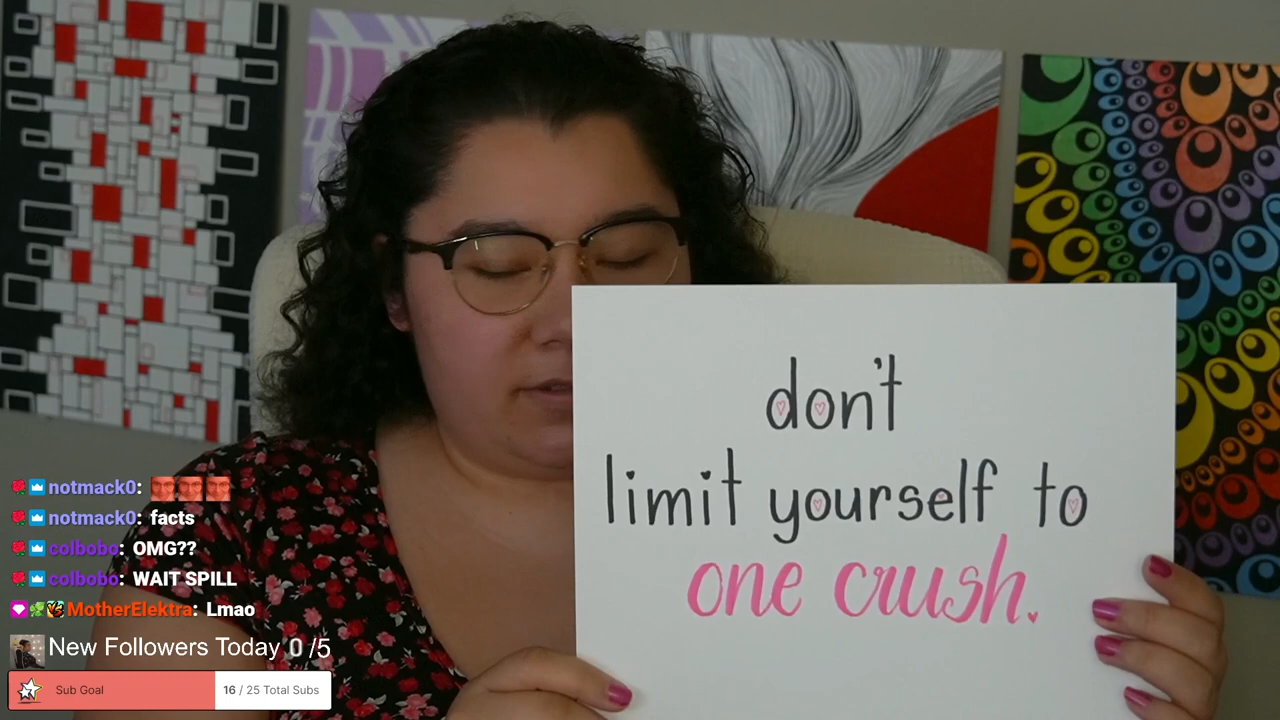 don't
limit yourself to
one crush.
notmack0:
notmack0: facts
colbobo: OMG??
colbobo: WAIT SPILL
MotherElektra: Lmao
New Followers Today 0 /5
Sub Goal 16 / 25 Total Subs